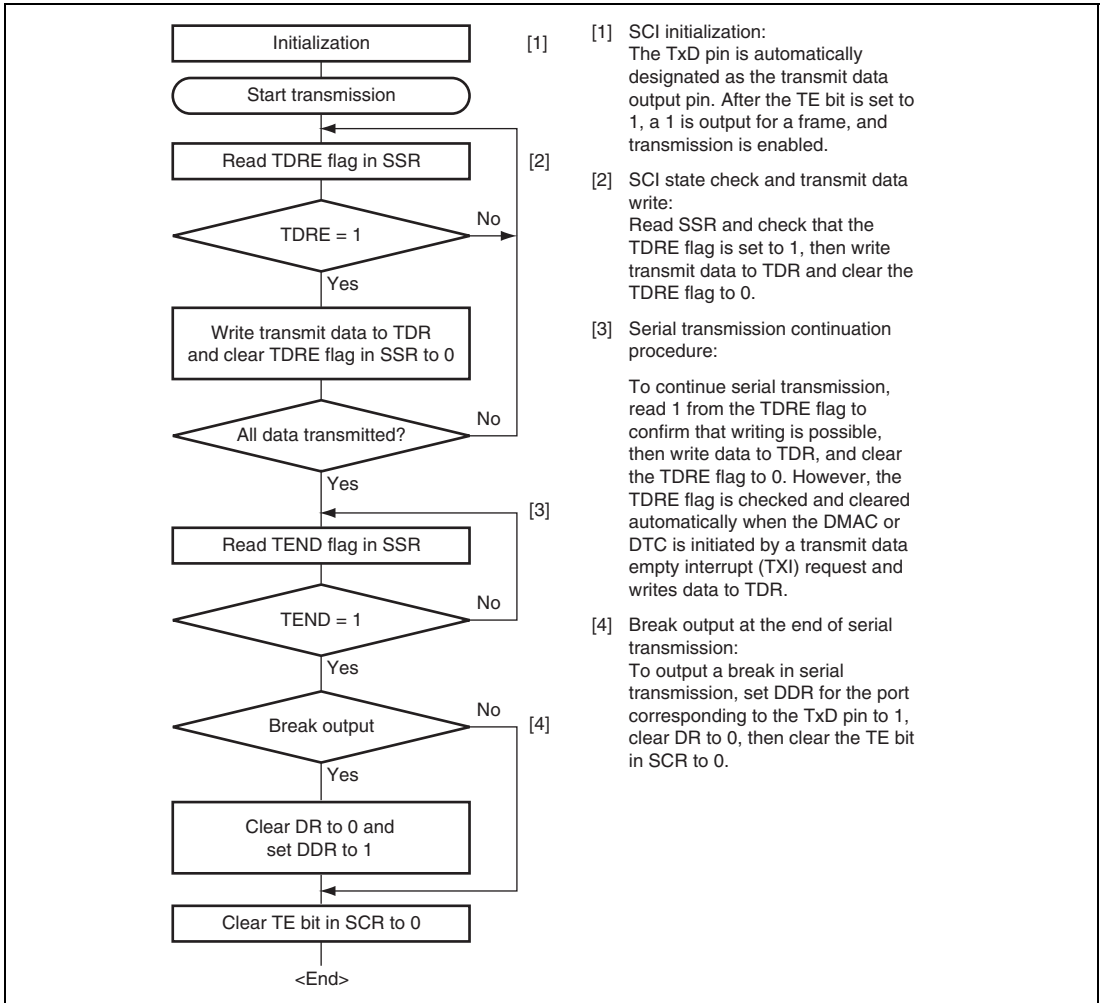 Initialization
[1]
Start transmission
Read TDRE flag in SSR
[2]
TDRE = 1
No
Yes
Write transmit data to TDR
and clear TDRE flag in SSR to 0
All data transmitted?
No
Yes
[3]
Read TEND flag in SSR
TEND = 1
No
Yes
Break output
No
[4]
Yes
Clear DR to 0 and
set DDR to 1
Clear TE bit in SCR to 0
<End>
[1] SCI initialization:
The TxD pin is automatically
designated as the transmit data
output pin. After the TE bit is set to
1, a 1 is output for a frame, and
transmission is enabled.
[2] SCI state check and transmit data
write:
Read SSR and check that the
TDRE flag is set to 1, then write
transmit data to TDR and clear the
TDRE flag to 0.
[3] Serial transmission continuation
procedure:
To continue serial transmission,
read 1 from the TDRE flag to
confirm that writing is possible,
then write data to TDR, and clear
the TDRE flag to 0. However, the
TDRE flag is checked and cleared
automatically when the DMAC or
DTC is initiated by a transmit data
empty interrupt (TXI) request and
writes data to TDR.
[4] Break output at the end of serial
transmission:
To output a break in serial
transmission, set DDR for the port
corresponding to the TxD pin to 1,
clear DR to 0, then clear the TE bit
in SCR to 0.